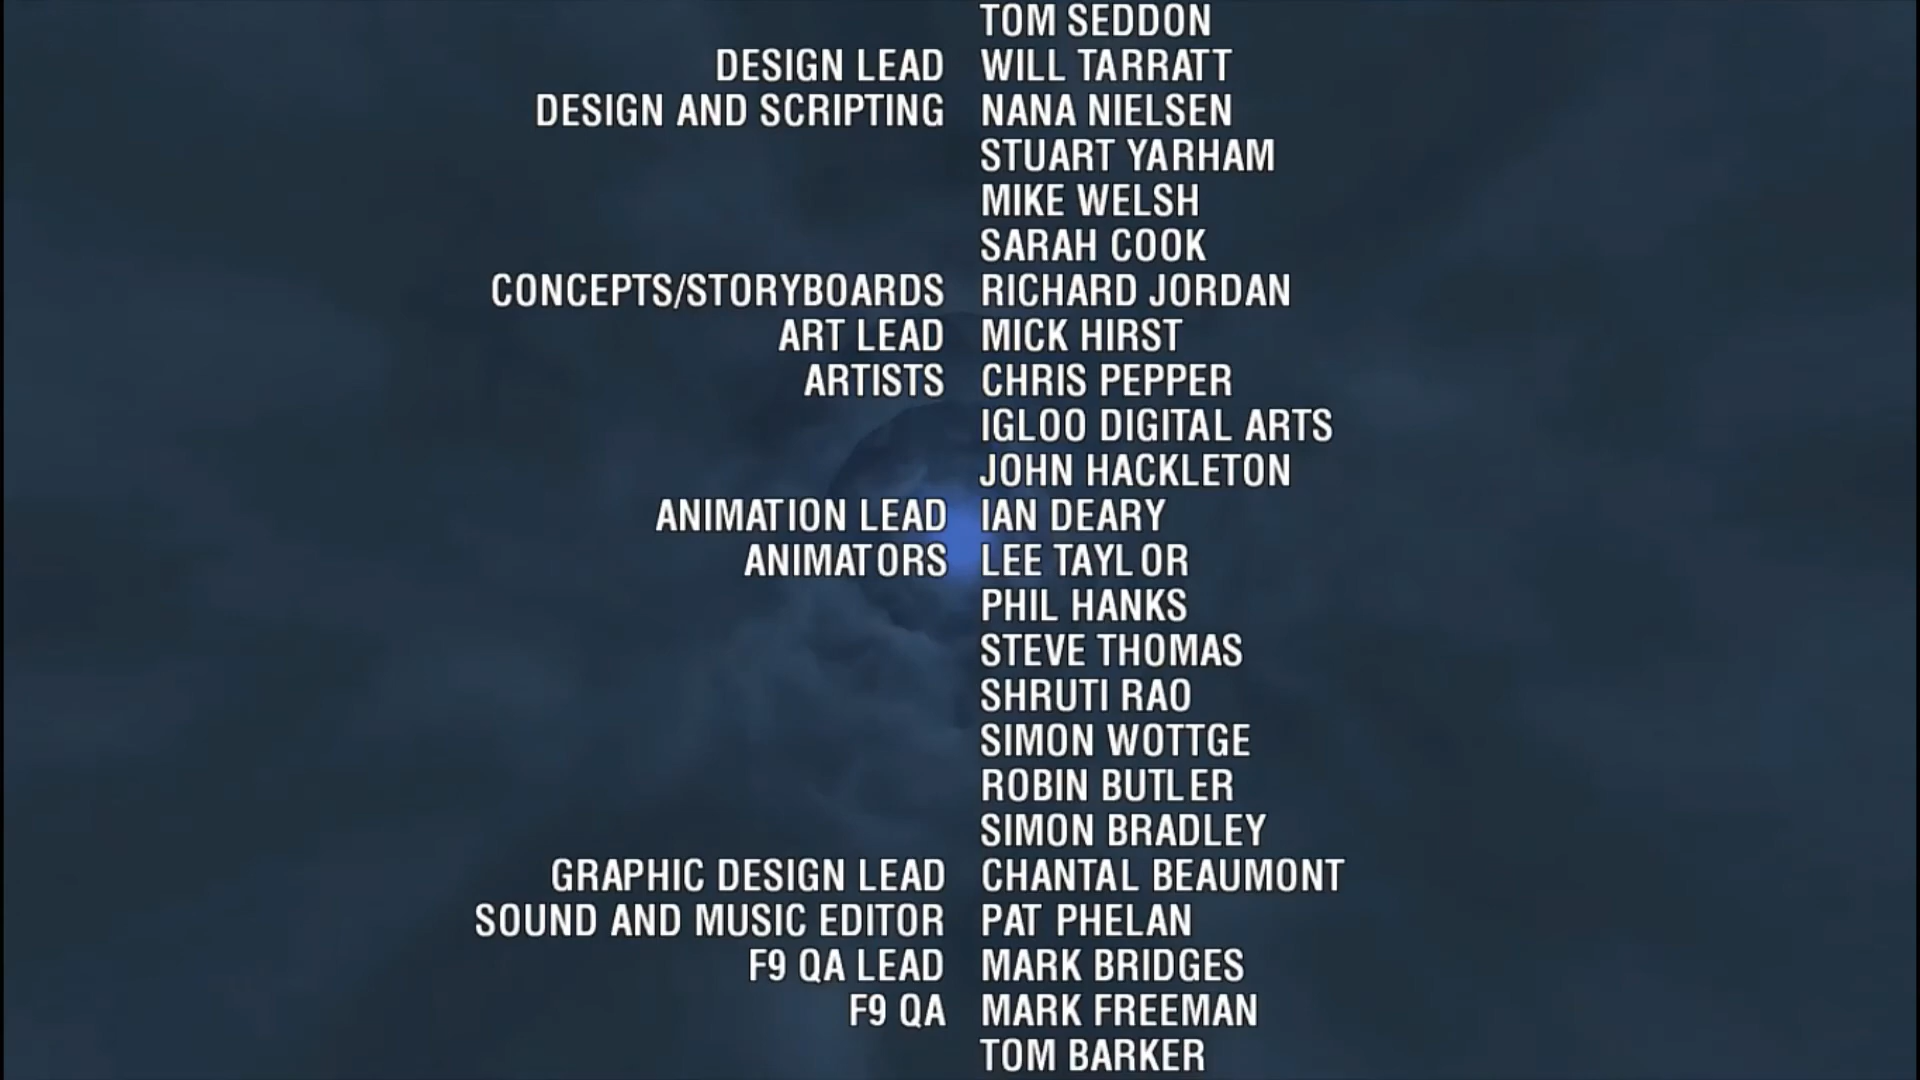 TOM SEDDON
DESIGN LEAD WILL TARRATT
DESIGN AND SCRIPTING NANA NIELSEN
STUART YARHAM
MIKE WELSH
SARAH COOK
CONCEPTS/STORYBOARDS RICHARD JORDAN
ART LEAD MICK HIRST
ARTISTS CHRIS PEPPER
IGLOO DIGITAL ARTS
JOHN HACKLETON
ANIMATION LEAD IAN DEARY
ANIMATORS LEE TAYLOR
PHIL HANKS
STEVE THOMAS
SHRUTI RAO
SIMON WOTTGE
ROBIN BUTLER
SIMON BRADLEY
GRAPHIC DESIGN LEAD CHANTAL BEAUMONT
SOUND AND MUSIC EDITOR PAT PHELAN
F9 QA LEAD MARK BRIDGES
F9 QA MARK FREEMAN
TOM BARKER